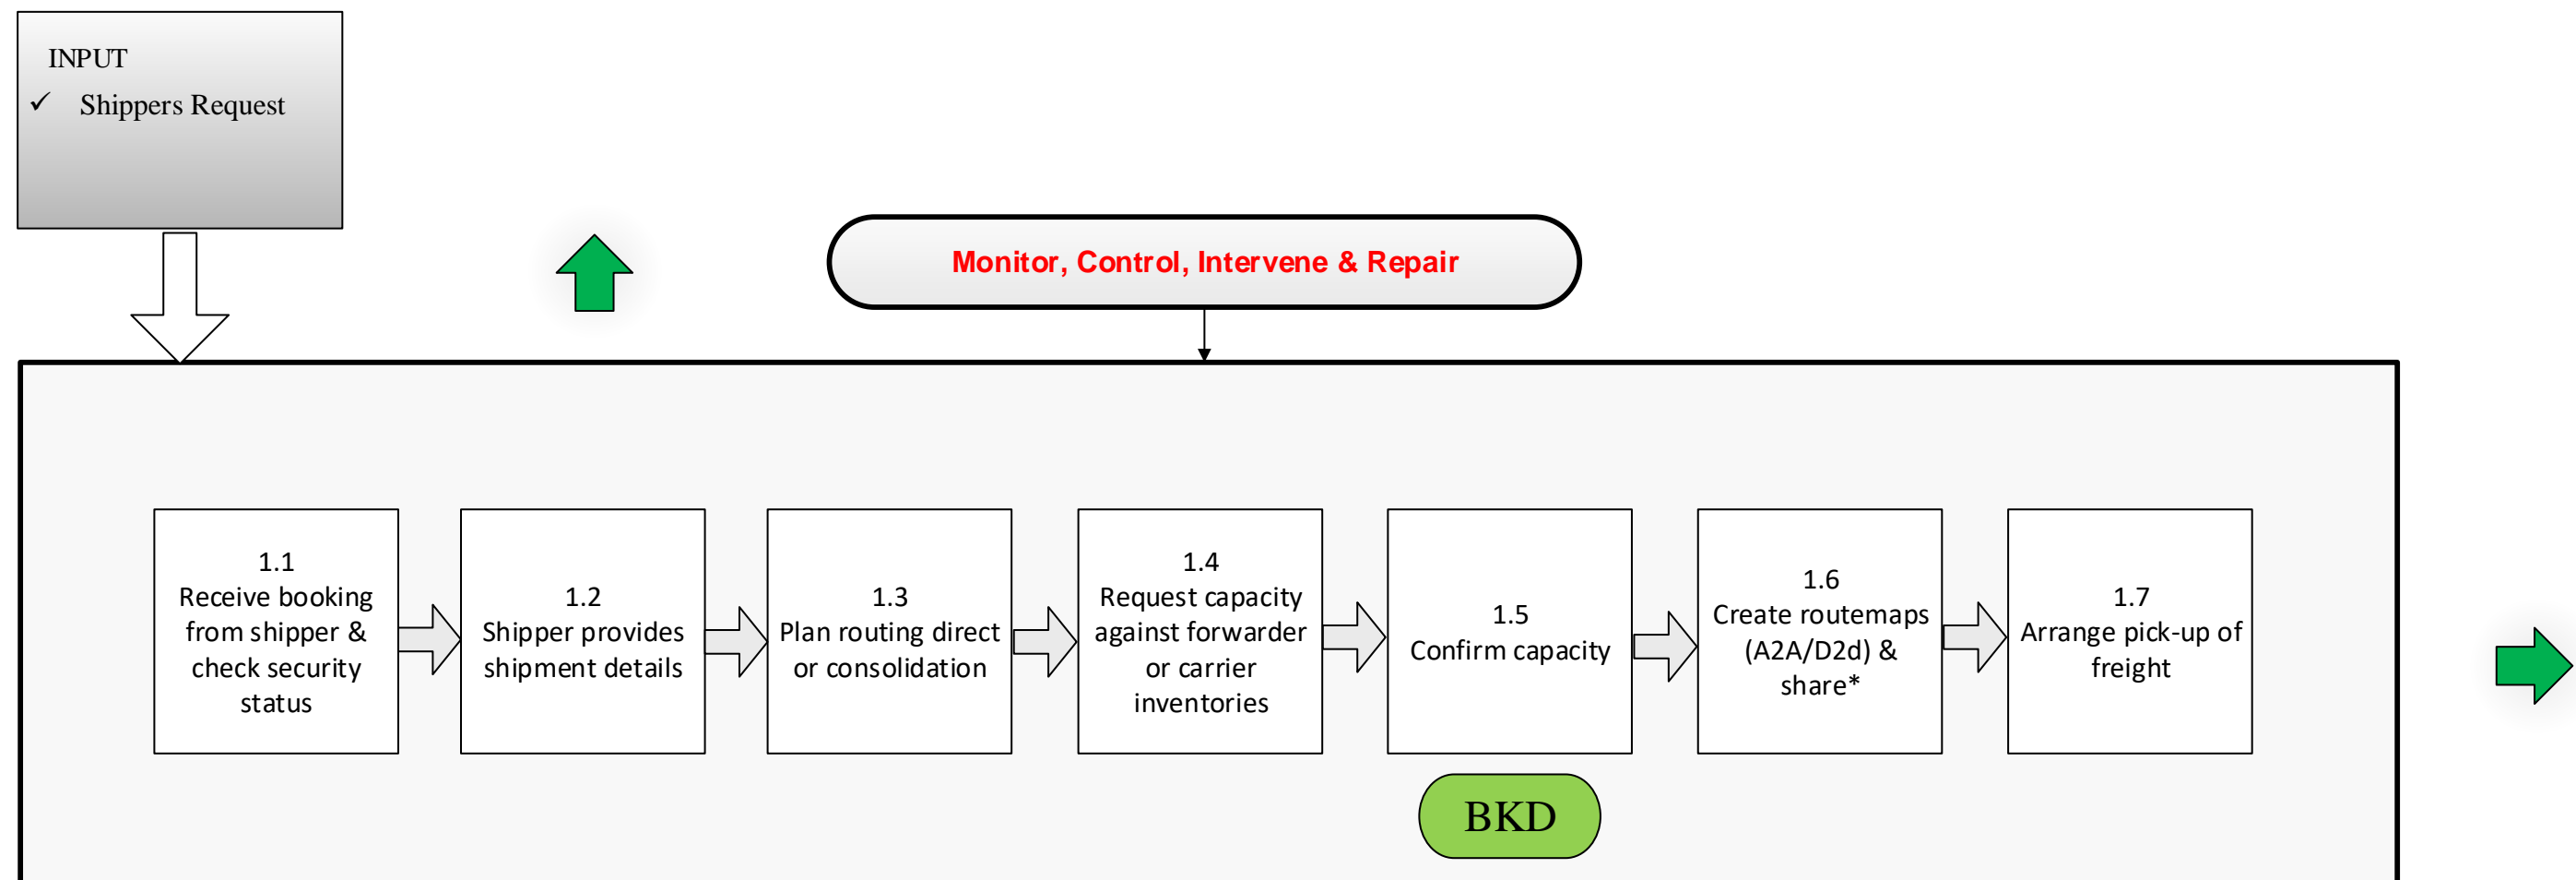 INPUT
✓ Shippers Request
Monitor, Control, Intervene & Repair
1.1
Receive booking
from shipper &
check security
status
1.2
Shipper provides
shipment details
1.3
Plan routing direct
or consolidation
1.4
Request capacity
against forwarder
or carrier
inventories
1.5
Confirm capacity
1.6
Create routemaps
(A2A/D2d) &
share*
1.7
Arrange pick-up of
freight
BKD